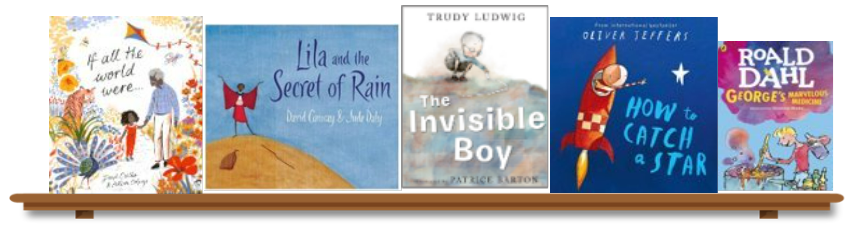 If all the
world
were...
Lila and the
Secret of Rain
David Conway & Jude Daly
TRUDY LUDWIG
The
Invisible
Boy
PATRICE BARTON
From international bestseller
OLIVER JEFFERS
HOW to
CATCH
a STAR
ROALD
DAHL
GEORGE'S MARVELOUS
MEDICINE